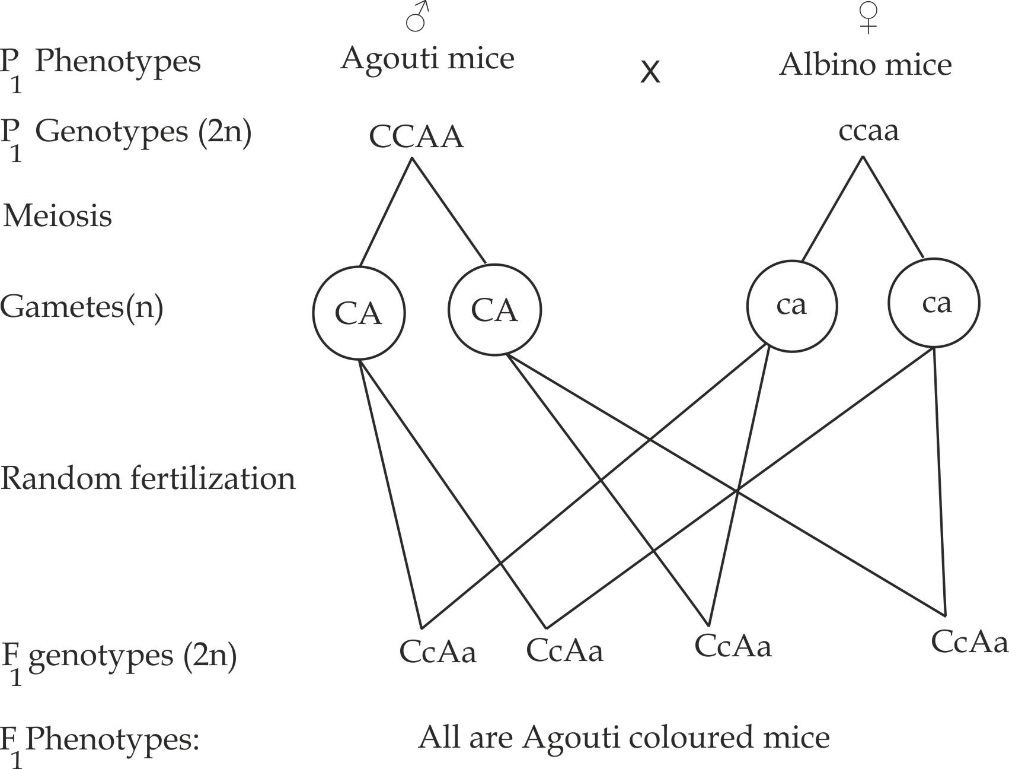 ♂ ♀
P1 Phenotypes Agouti mice x Albino mice
P1 Genotypes (2n) CCAA ccaa
Meiosis
Gametes(n) CA CA ca ca
Random fertilization
F1 genotypes (2n) CcAa CcAa CcAa CcAa
F1 Phenotypes: All are Agouti coloured mice